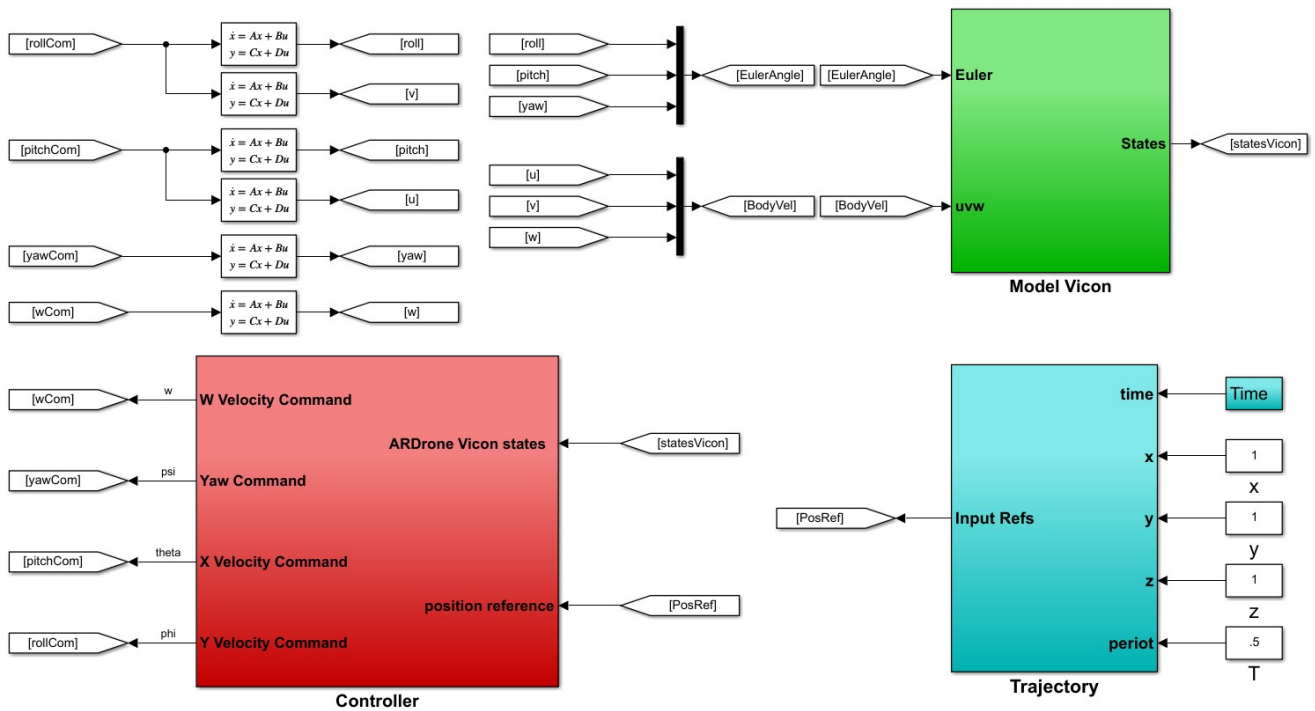 [rollCom]
ẋ = Ax + Bu
y = Cx + Du
[roll]
ẋ = Ax + Bu
y = Cx + Du
[v]
[pitchCom]
ẋ = Ax + Bu
y = Cx + Du
[pitch]
ẋ = Ax + Bu
y = Cx + Du
[u]
[yawCom]
ẋ = Ax + Bu
y = Cx + Du
[yaw]
[wCom]
ẋ = Ax + Bu
y = Cx + Du
[w]
[roll]
[pitch]
[yaw]
[EulerAngle]
[EulerAngle]
[u]
[v]
[w]
[BodyVel]
[BodyVel]
Euler
uvw
States
[statesVicon]
Model Vicon
[wCom]
w
W Velocity Command
[yawCom]
psi
Yaw Command
[pitchCom]
theta
X Velocity Command
[rollCom]
phi
Y Velocity Command
ARDrone Vicon states
[statesVicon]
position reference
[PosRef]
Controller
[PosRef]
Input Refs
time
Time
x
1
x
y
1
y
z
1
z
periot
.5
T
Trajectory